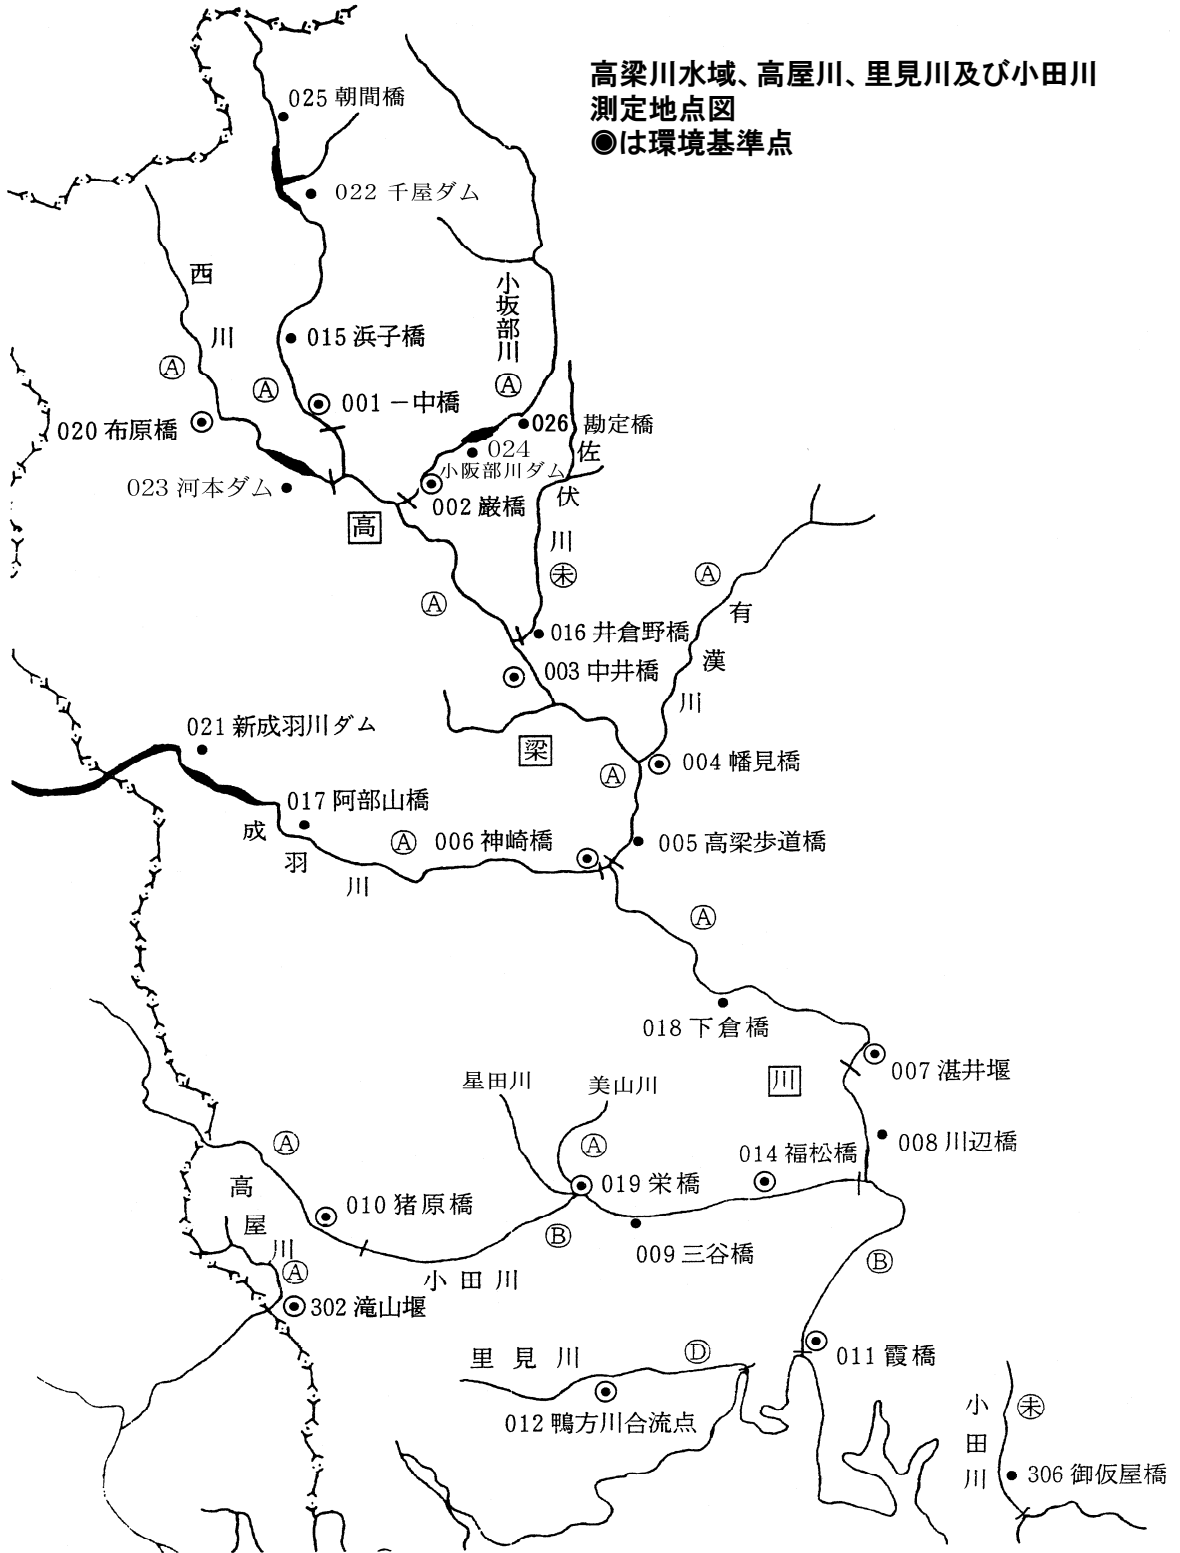 高梁川水域、高屋川、里見川及び小田川
測定地点図
◉は環境基準点
025 朝間橋
022 千屋ダム
西川
小坂部川
015 浜子橋
Ⓐ
Ⓐ
Ⓐ
001 一中橋
020 布原橋
026 勘定橋
024
小阪部川ダム
佐伏川
023 河本ダム
002 巌橋
高
未
Ⓐ
Ⓐ
有漢川
016 井倉野橋
003 中井橋
021 新成羽川ダム
梁
004 幡見橋
Ⓐ
017 阿部山橋
成羽川
Ⓐ
006 神崎橋
005 高梁歩道橋
Ⓐ
018 下倉橋
007 湛井堰
星田川
美山川
川
008 川辺橋
Ⓐ
Ⓐ
014 福松橋
高屋川
010 猪原橋
019 栄橋
Ⓑ
009 三谷橋
Ⓑ
Ⓐ
小田川
302 滝山堰
里見川
Ⓓ
011 霞橋
012 鴨方川合流点
小田川
未
306 御仮屋橋